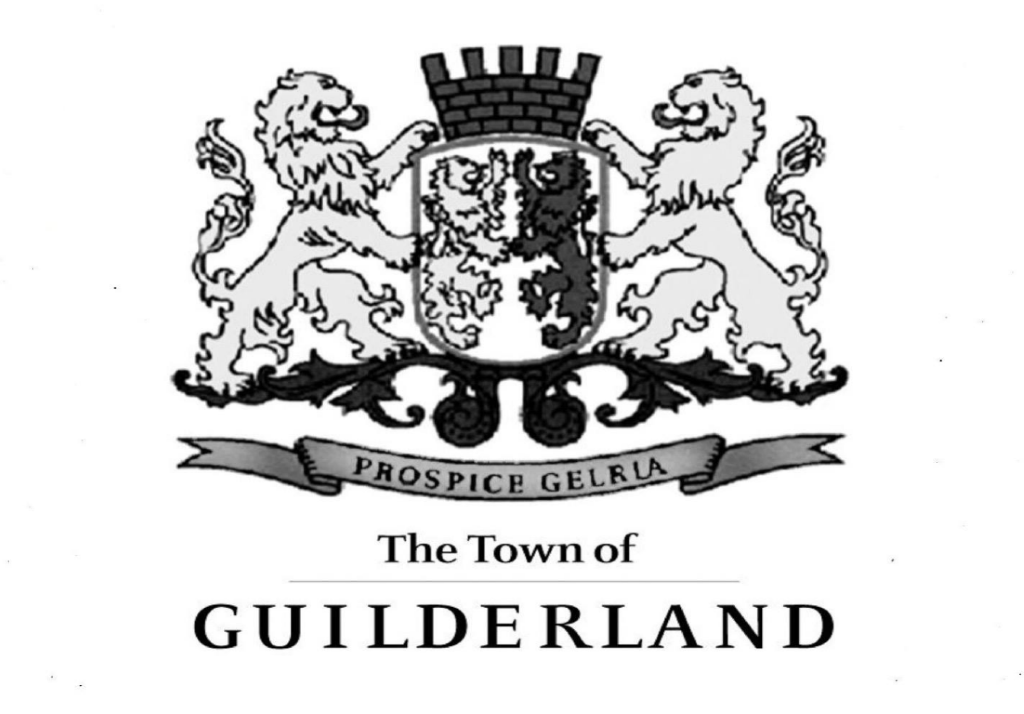 PROSPICE GELRIA
The Town of
GUILDERLAND